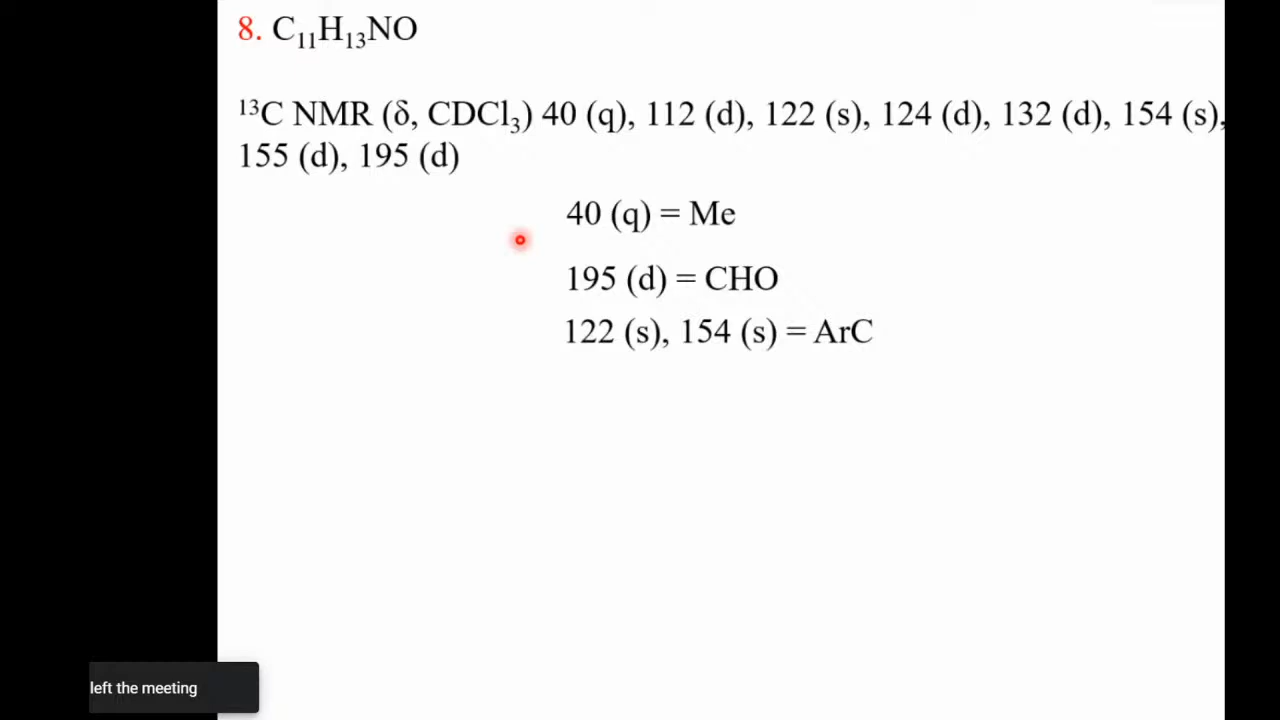 8. C₁₁H₁₃NO
¹³C NMR (δ, CDCl₃) 40 (q), 112 (d), 122 (s), 124 (d), 132 (d), 154 (s),
155 (d), 195 (d)
40 (q) = Me
195 (d) = CHO
122 (s), 154 (s) = ArC
left the meeting